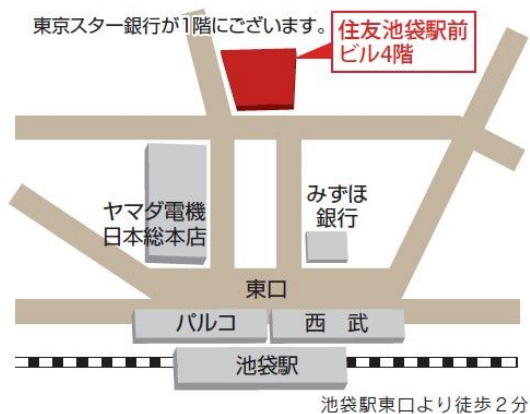 東京スター銀行が1階にございます。
住友池袋駅前
ビル4階
ヤマダ電機
日本総本店
みずほ
銀行
東口
パルコ
西 武
池袋駅
池袋駅東口より徒歩2分